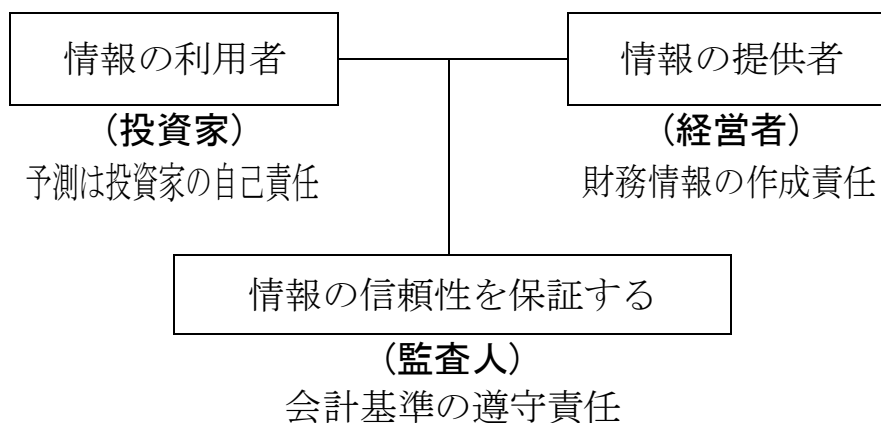 情報の利用者
(投資家)
予測は投資家の自己責任
情報の提供者
(経営者)
財務情報の作成責任
情報の信頼性を保証する
(監査人)
会計基準の遵守責任